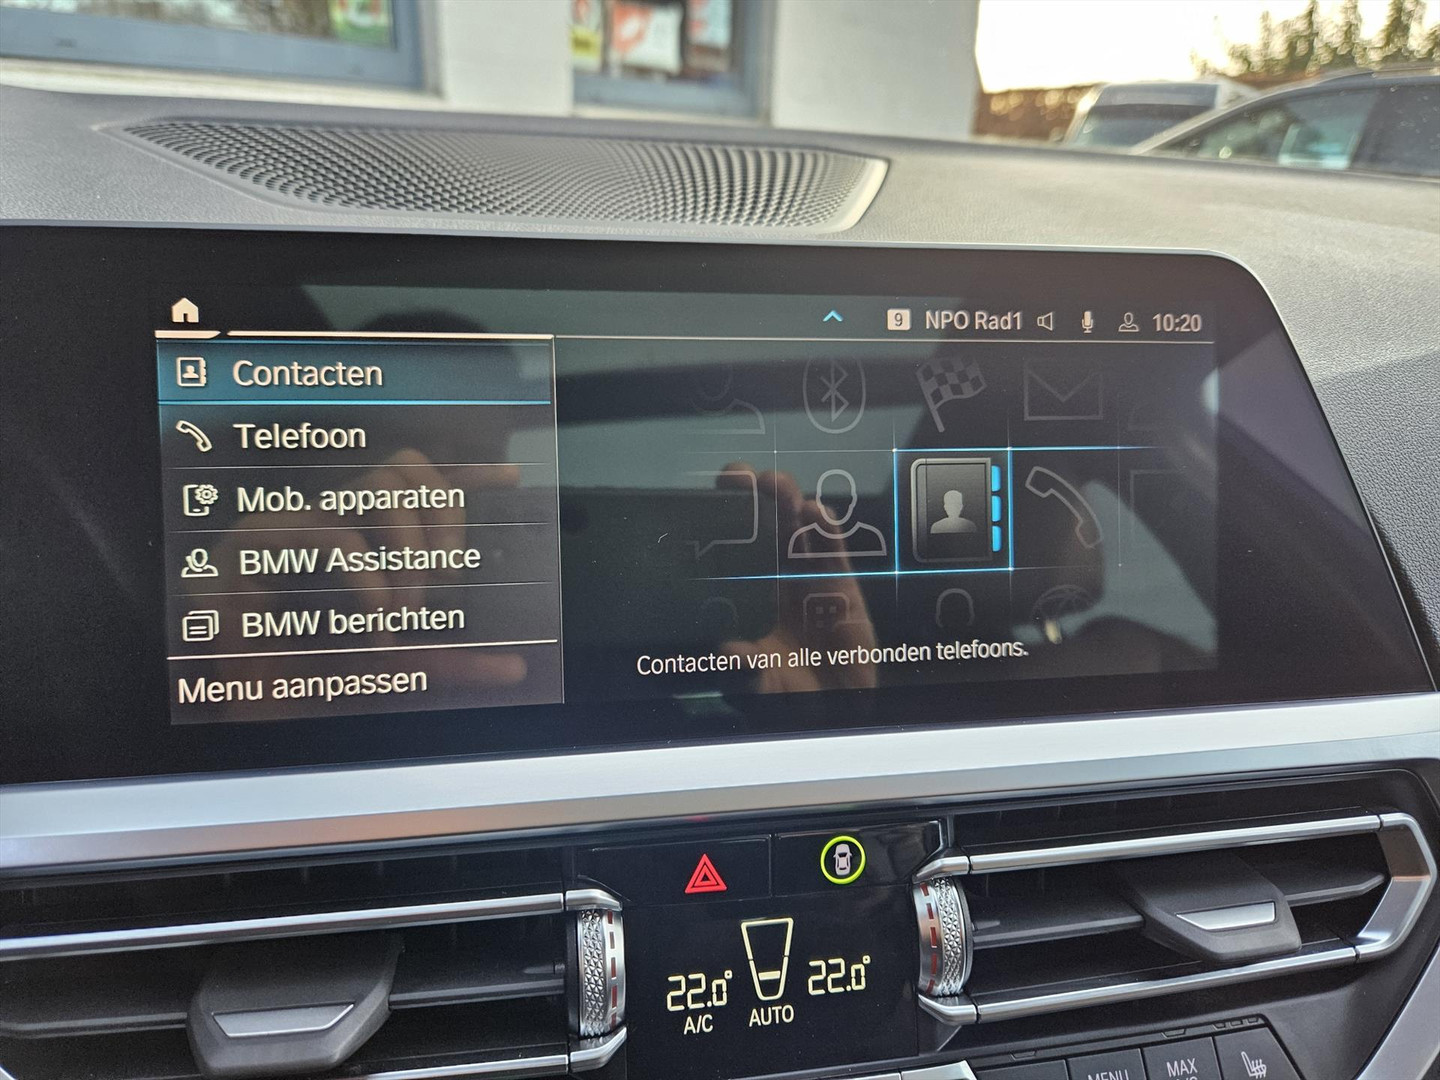 9 NPO Rad1 10:20
Contacten
Telefoon
Mob. apparaten
BMW Assistance
BMW berichten
Menu aanpassen
Contacten van alle verbonden telefoons.
22.0° 22.0°
A/C AUTO
MENU MAX